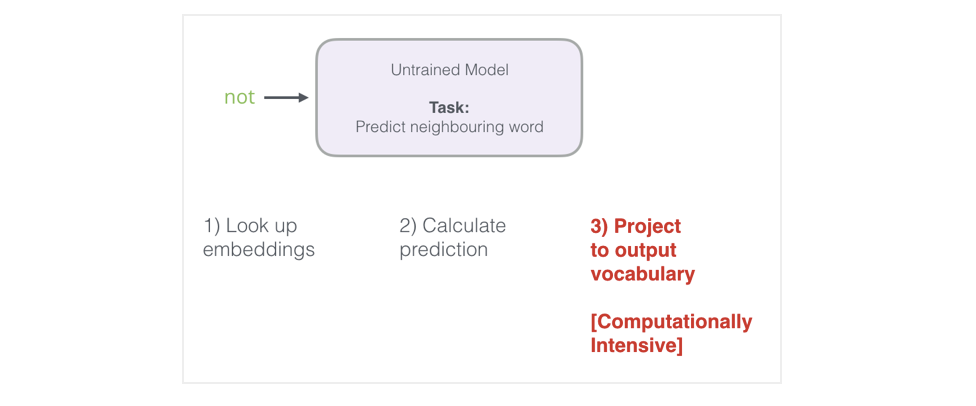 Untrained Model
not
Task:
Predict neighbouring word
1) Look up
embeddings
2) Calculate
prediction
3) Project
to output
vocabulary
[Computationally
Intensive]